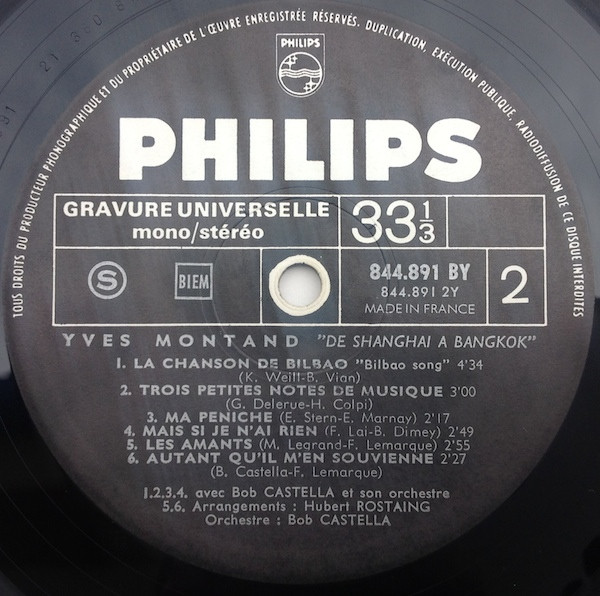 TOUS DROITS DU PRODUCTEUR PHONOGRAPHIQUE ET DU PROPRIÉTAIRE DE L'ŒUVRE ENREGISTRÉE RÉSERVÉS. DUPLICATION, EXÉCUTION PUBLIQUE, RADIODIFFUSION DE CE DISQUE INTERDITES
PHILIPS
PHILIPS
GRAVURE UNIVERSELLE
mono/stéréo
33 1/3
S
BIEM
844.891 BY
844.891 2Y
MADE IN FRANCE
2
YVES MONTAND "DE SHANGHAI A BANGKOK"
1. LA CHANSON DE BILBAO "Bilbao song" 4'34
(K. Weill-B. Vian)
2. TROIS PETITES NOTES DE MUSIQUE 3'00
(G. Delerue-H. Colpi)
3. MA PENICHE (E. Stern-E. Marnay) 2'17
4. MAIS SI JE N'AI RIEN (F. Lai-B. Dimey) 2'49
5. LES AMANTS (M. Legrand-F. Lemarque) 2'55
6. AUTANT QU'IL M'EN SOUVIENNE 2'27
(B. Castella-F. Lemarque)
1.2.3.4. avec Bob CASTELLA et son orchestre
5.6. Arrangements : Hubert ROSTAING
Orchestre : Bob CASTELLA